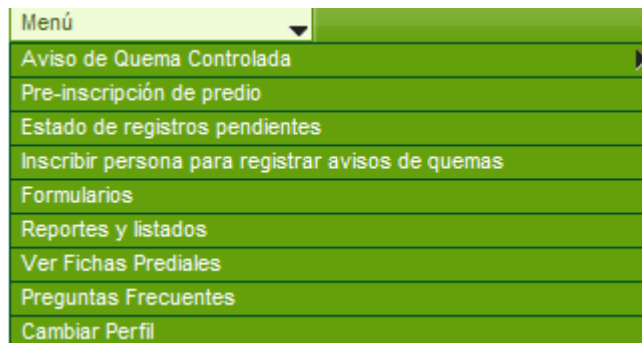 Menú
Aviso de Quema Controlada
Pre-inscripción de predio
Estado de registros pendientes
Inscribir persona para registrar avisos de quemas
Formularios
Reportes y listados
Ver Fichas Prediales
Preguntas Frecuentes
Cambiar Perfil